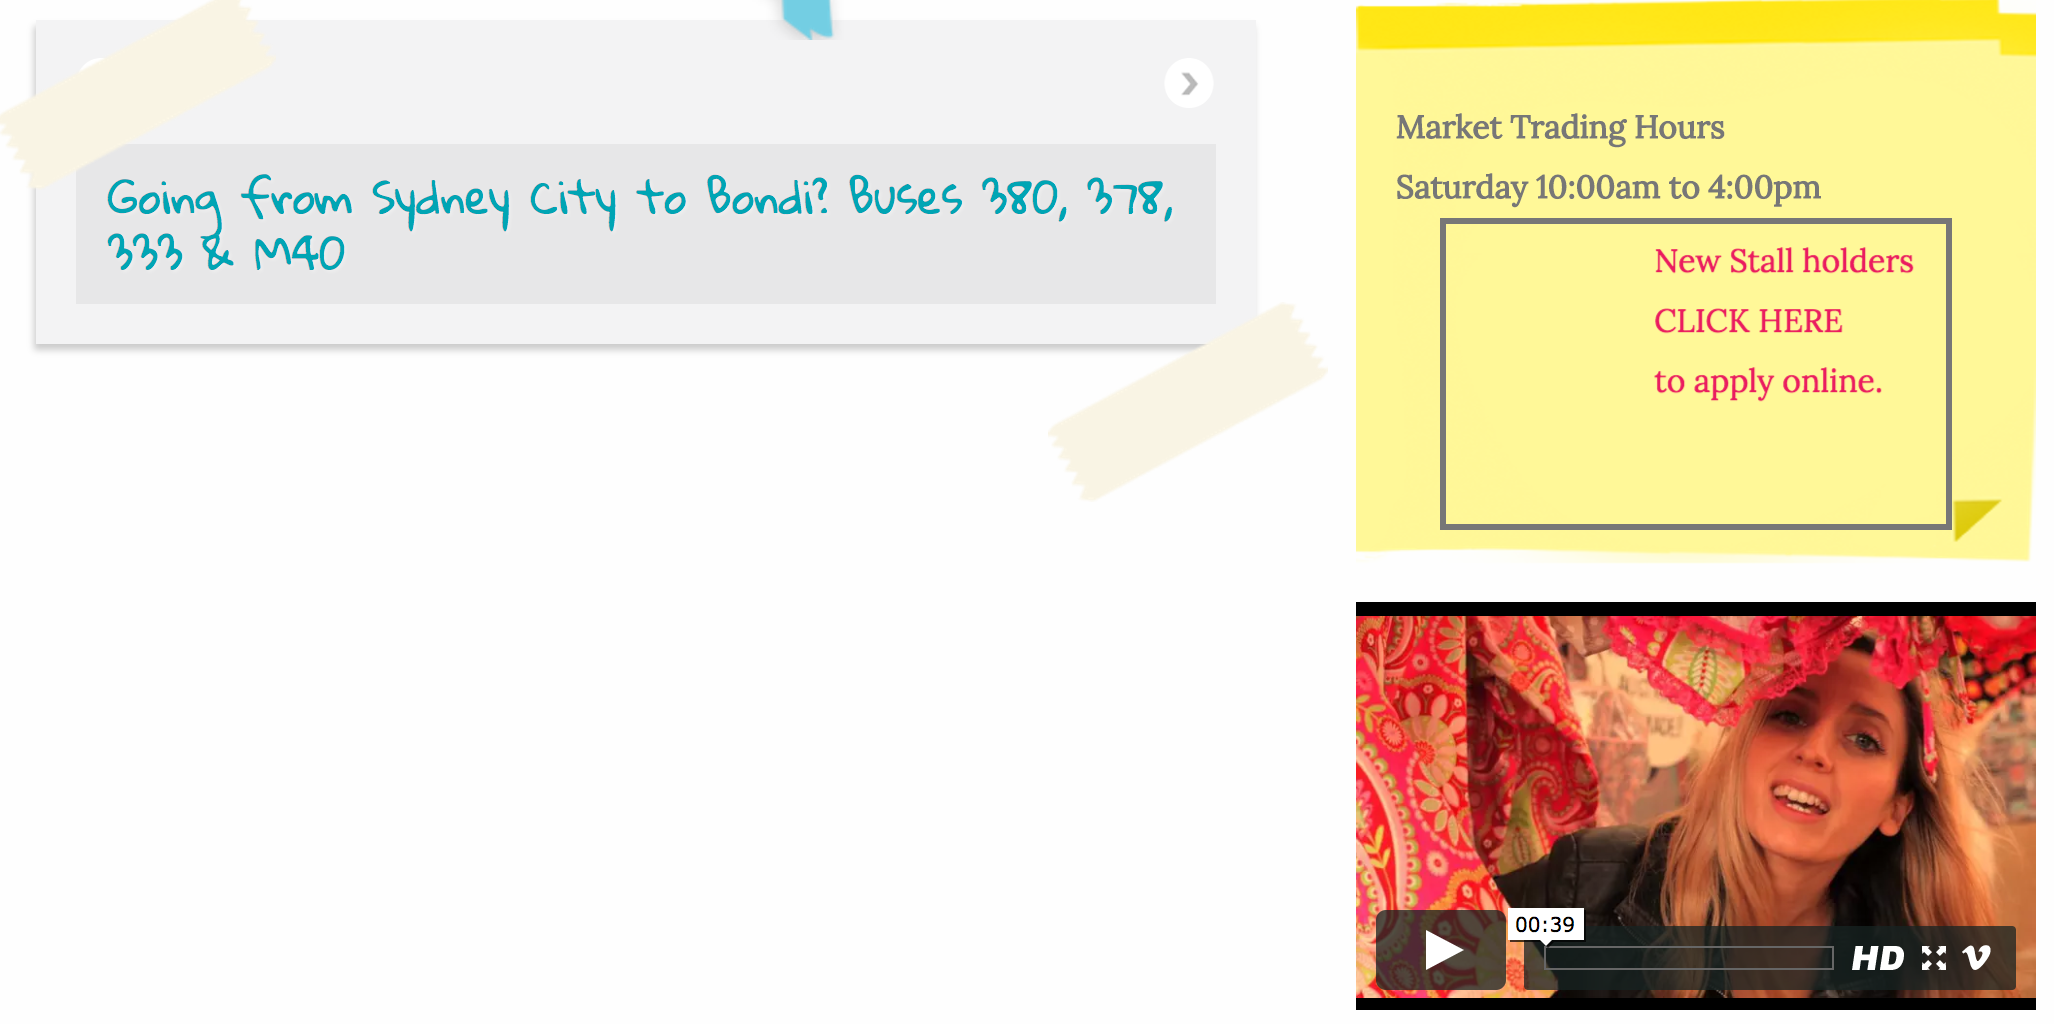 Going from Sydney City to Bondi? Buses 380, 378,
333 & M40
Market Trading Hours
Saturday 10:00am to 4:00pm
New Stall holders
CLICK HERE
to apply online.
00:39
HD